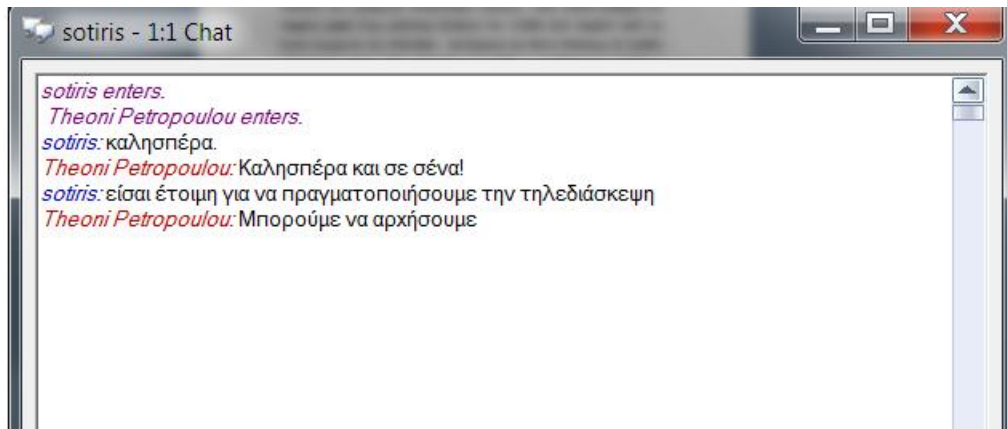 sotiris - 1:1 Chat
sotiris enters.
Theoni Petropoulou enters.
sotiris: καλησπέρα.
Theoni Petropoulou: Καλησπέρα και σε σένα!
sotiris: είσαι έτοιμη για να πραγματοποιήσουμε την τηλεδιάσκεψη
Theoni Petropoulou: Μπορούμε να αρχήσουμε